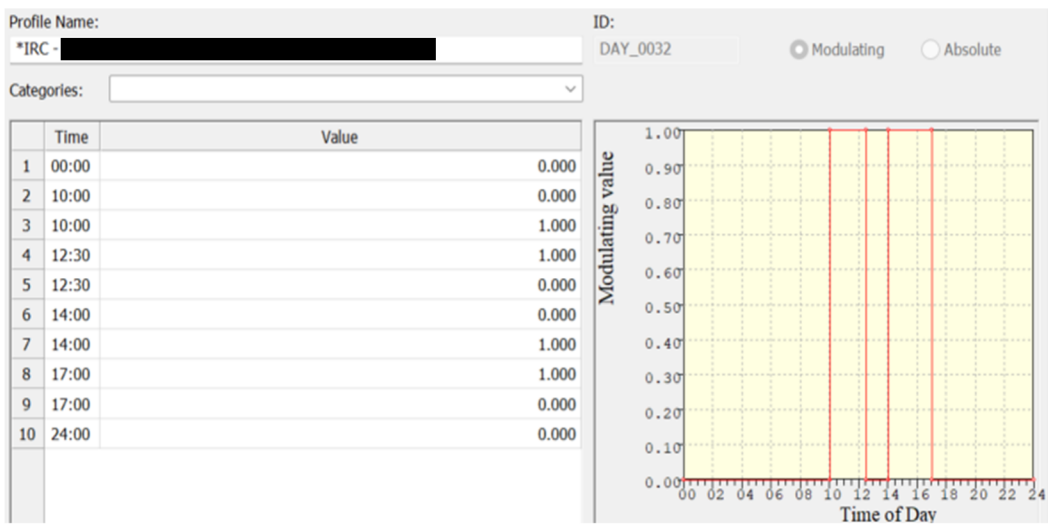 Profile Name:
ID:
*IRC -
DAY_0032
Modulating
Absolute
Categories:
Time Value
1 00:00 0.000
2 10:00 0.000
3 10:00 1.000
4 12:30 1.000
5 12:30 0.000
6 14:00 0.000
7 14:00 1.000
8 17:00 1.000
9 17:00 0.000
10 24:00 0.000
Modulating value
1.00
0.90
0.80
0.70
0.60
0.50
0.40
0.30
0.20
0.10
0.00
00 02 04 06 08 10 12 14 16 18 20 22 24
Time of Day